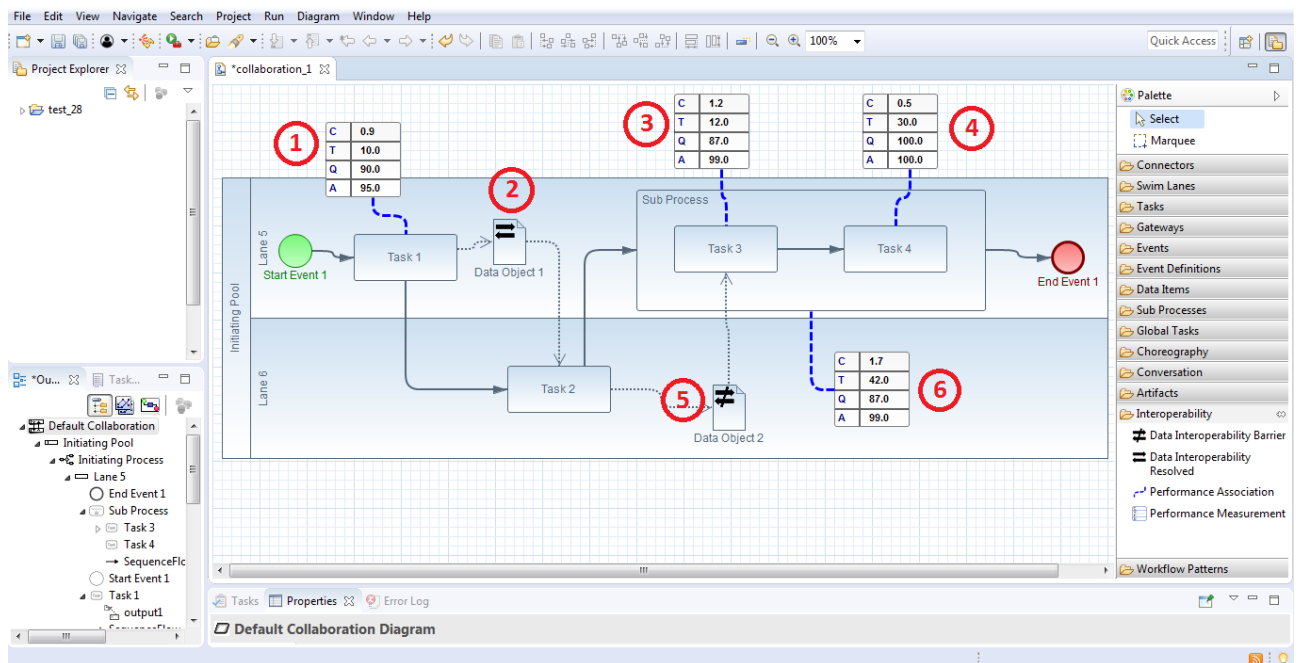 File Edit View Navigate Search Project Run Diagram Window Help
100%
Quick Access
Project Explorer
*collaboration_1
test_28
C 0.9
T 10.0
Q 90.0
A 95.0
1
2
3
C 1.2
T 12.0
Q 87.0
A 99.0
C 0.5
T 30.0
Q 100.0
A 100.0
4
Initiating Pool
Lane 5
Start Event 1
Task 1
Data Object 1
Sub Process
Task 3
Task 4
End Event 1
Lane 6
Task 2
5
Data Object 2
C 1.7
T 42.0
Q 87.0
A 99.0
6
Palette
Select
Marquee
Connectors
Swim Lanes
Tasks
Gateways
Events
Event Definitions
Data Items
Sub Processes
Global Tasks
Choreography
Conversation
Artifacts
Interoperability
Data Interoperability Barrier
Data Interoperability
Resolved
Performance Association
Performance Measurement
Workflow Patterns
*Ou...
Task...
Default Collaboration
Initiating Pool
Initiating Process
Lane 5
End Event 1
Sub Process
Task 3
Task 4
SequenceFlc
Start Event 1
Task 1
output1
Tasks
Properties
Error Log
Default Collaboration Diagram